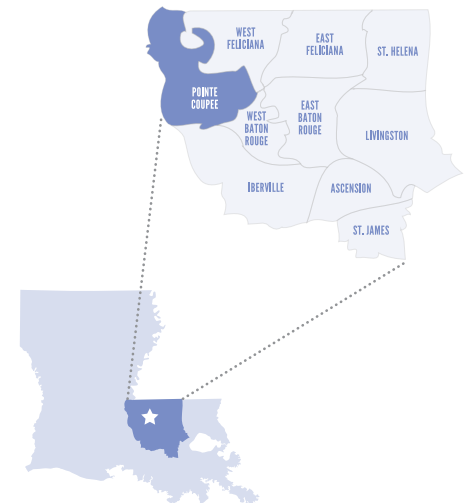 WEST
FELICIANA
EAST
FELICIANA
ST. HELENA
POINTE
COUPEE
WEST
BATON
ROUGE
EAST
BATON
ROUGE
LIVINGSTON
IBERVILLE
ASCENSION
ST. JAMES